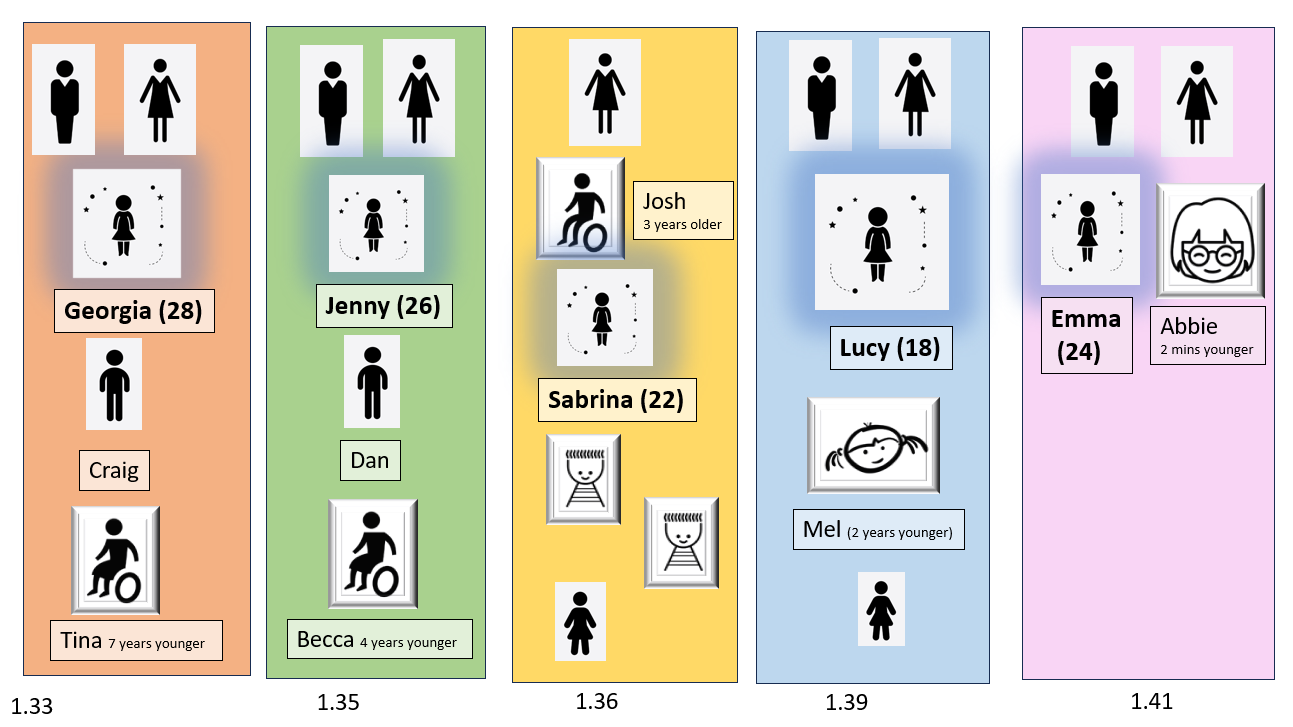 Georgia (28)
Craig
Tina 7 years younger
1.33
Jenny (26)
Dan
Becca 4 years younger
1.35
Josh
3 years older
Sabrina (22)
1.36
Lucy (18)
Mel (2 years younger)
1.39
Emma
(24)
Abbie
2 mins younger
1.41